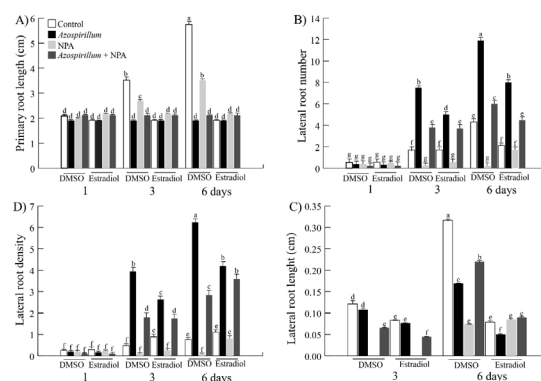 A)
Control
Azospirillum
NPA
Azospirillum + NPA
Primary root length (cm)
6
5
4
3
2
1
0
d d d d d d d d
b d c d d d d d
a d b d d d d d
DMSO Estradiol DMSO Estradiol DMSO Estradiol
1 3 6 days
B)
Lateral root number
14
12
10
8
6
4
2
0
b
c
a
b
DMSO Estradiol DMSO Estradiol DMSO Estradiol
1 3 6 days
D)
Lateral root density
7
6
5
4
3
2
1
0
f f f f f f f f
b d c d
a c b
DMSO Estradiol DMSO Estradiol DMSO Estradiol
1 3 6 days
C)
Lateral root lenght (cm)
0.35
0.30
0.25
0.20
0.15
0.10
0.05
0.00
d d e e e f
a c e b
DMSO Estradiol DMSO Estradiol
3 6 days